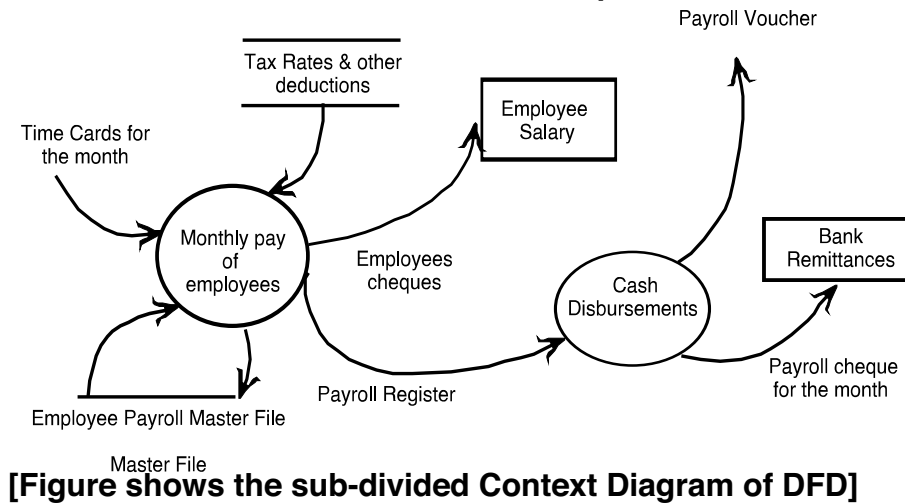 Payroll Voucher
Tax Rates & other
deductions
Employee
Salary
Time Cards for
the month
Monthly pay
of
employees
Employees
cheques
Bank
Remittances
Cash
Disbursements
Payroll cheque
for the month
Payroll Register
Employee Payroll Master File
Master File
[Figure shows the sub-divided Context Diagram of DFD]